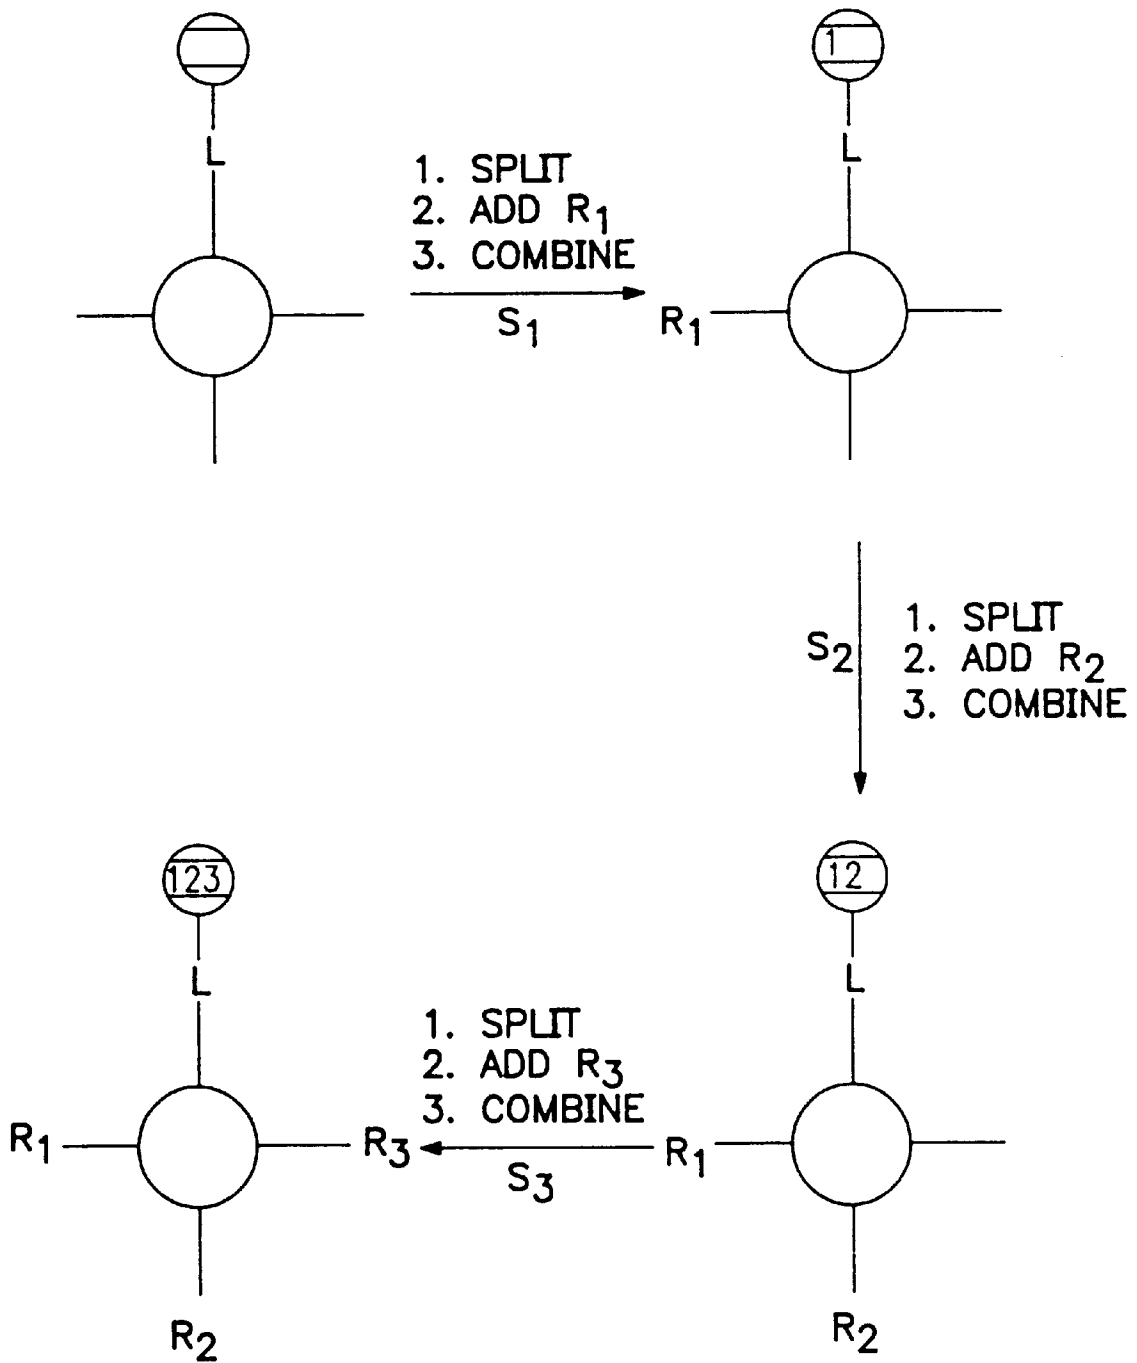 1
L
L
1. SPLIT
2. ADD R1
3. COMBINE
S1
R1
S2
1. SPLIT
2. ADD R2
3. COMBINE
123
12
L
L
1. SPLIT
2. ADD R3
3. COMBINE
R1
R3
S3
R1
R2
R2